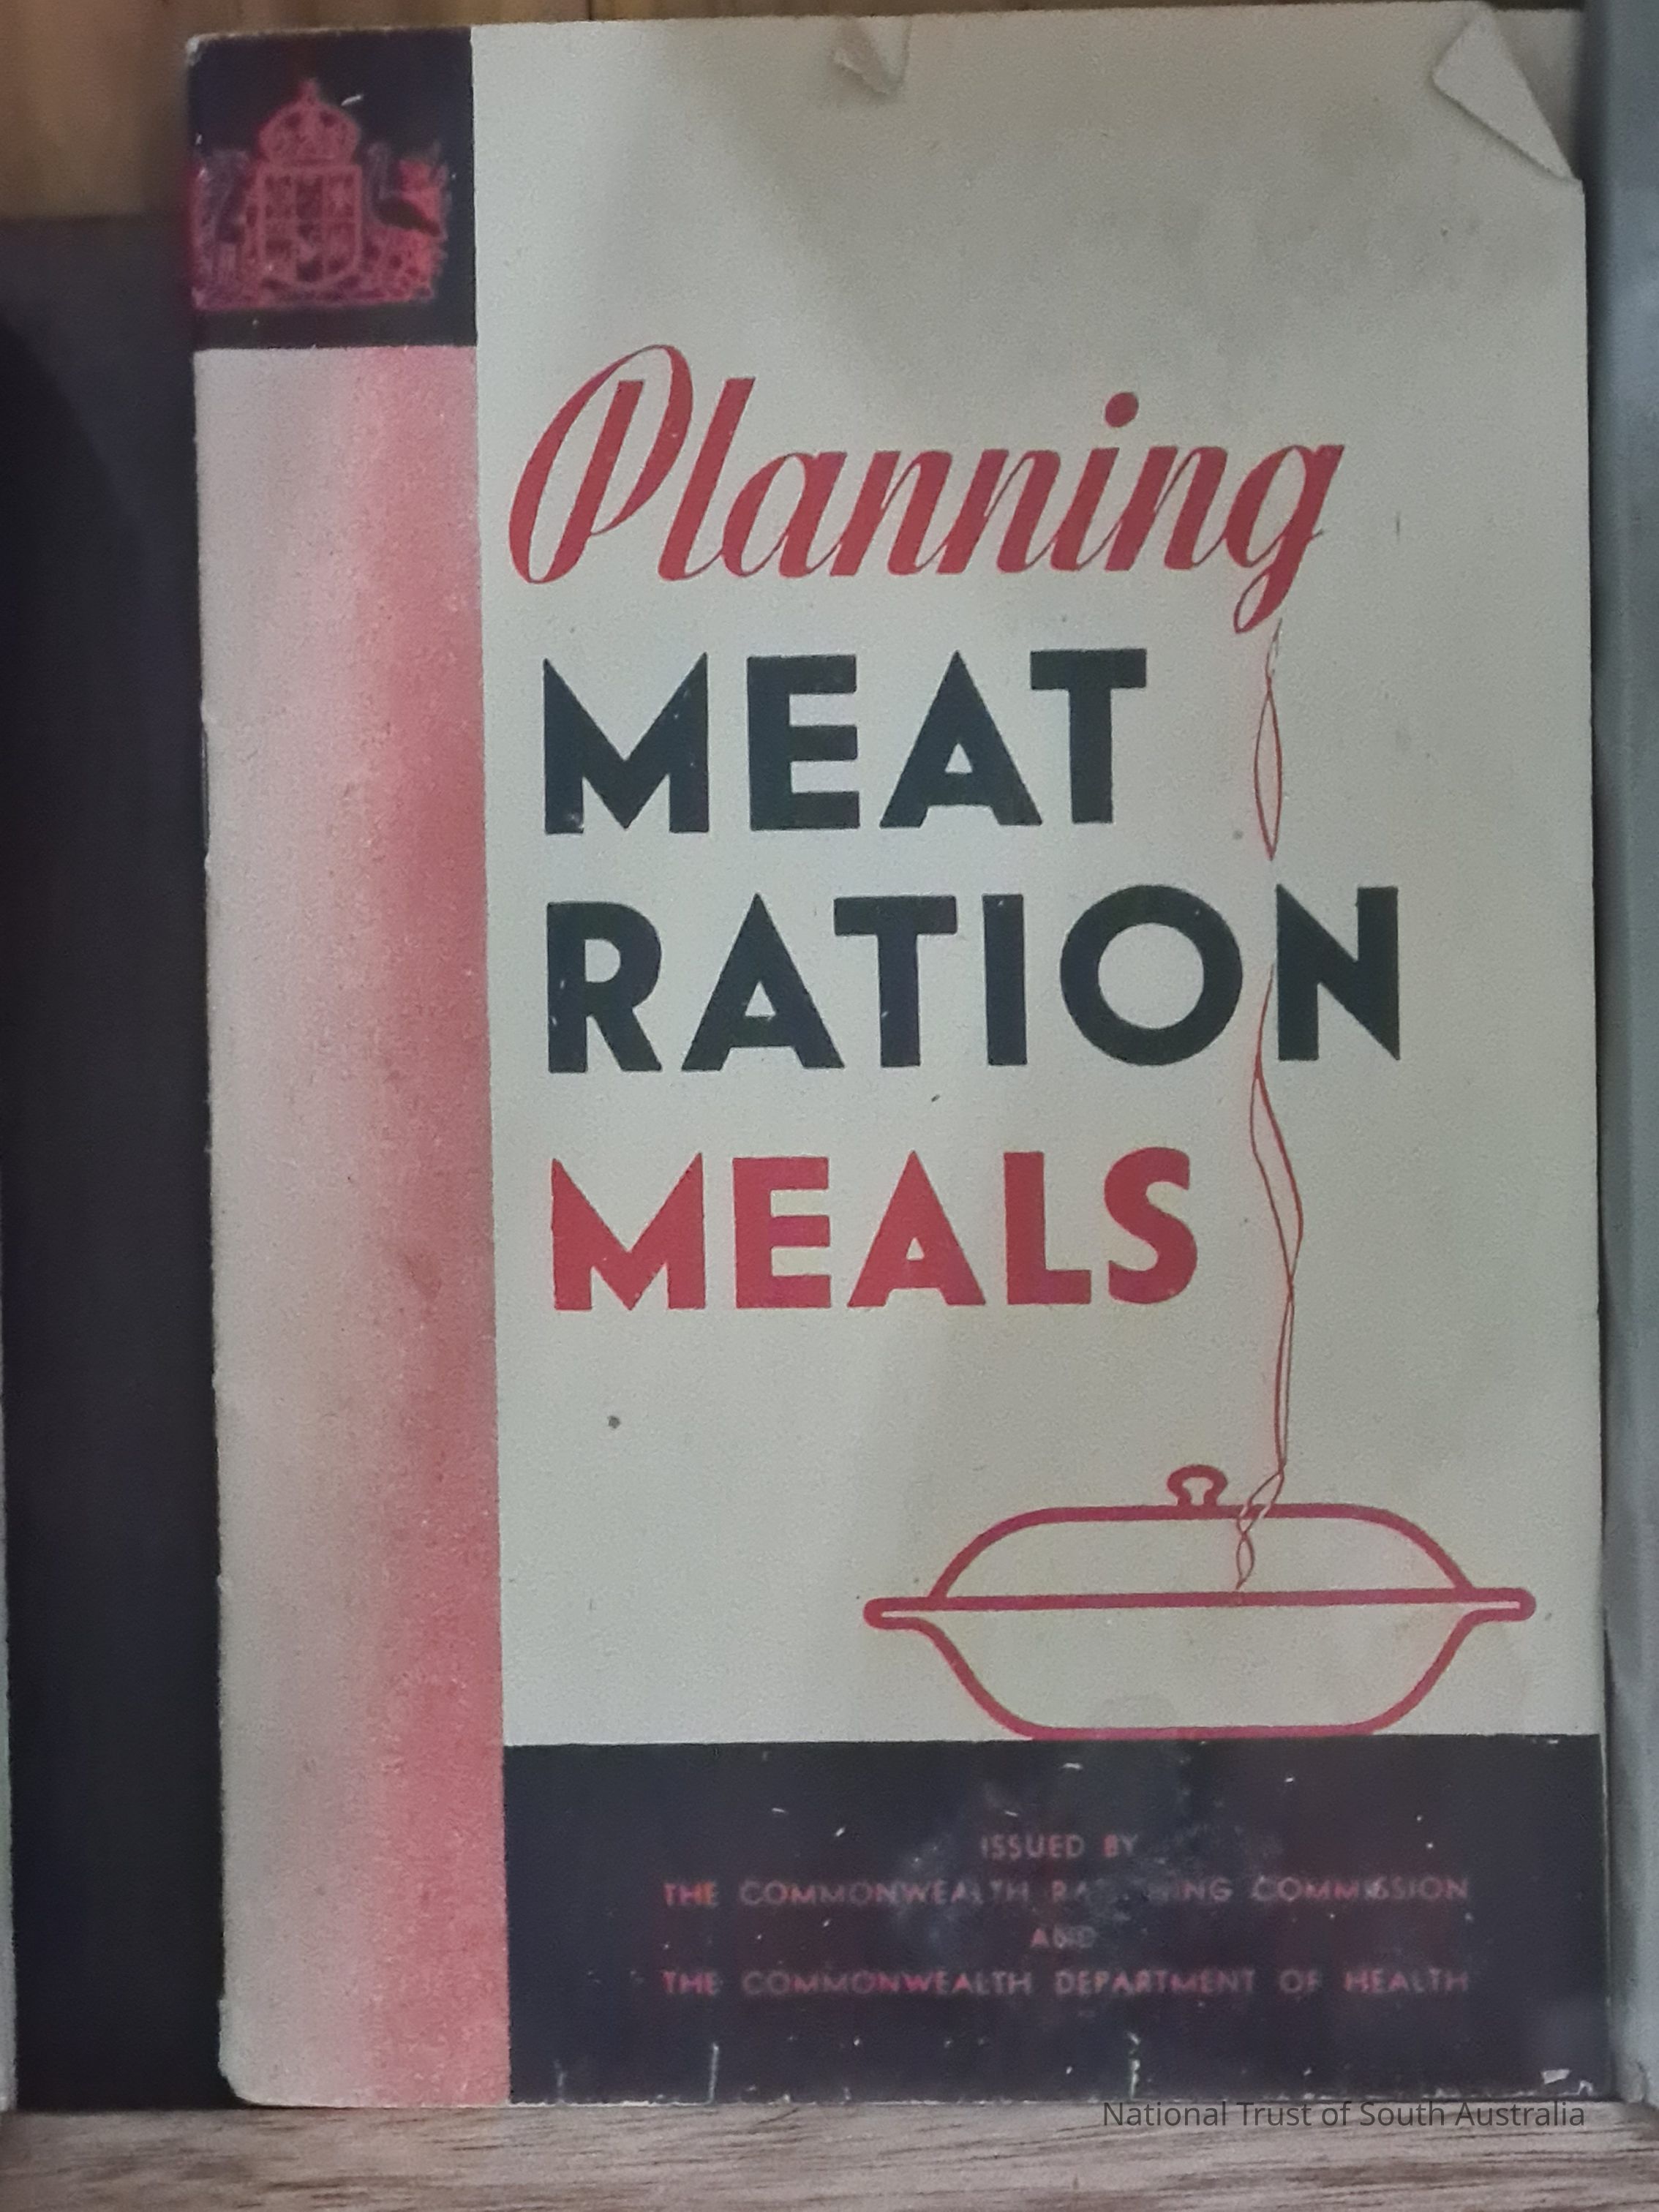 Planning
MEAT
RATION
MEALS
ISSUED BY
THE COMMONWEALTH RATIONING COMMISSION
AND
THE COMMONWEALTH DEPARTMENT OF HEALTH
National Trust of South Australia